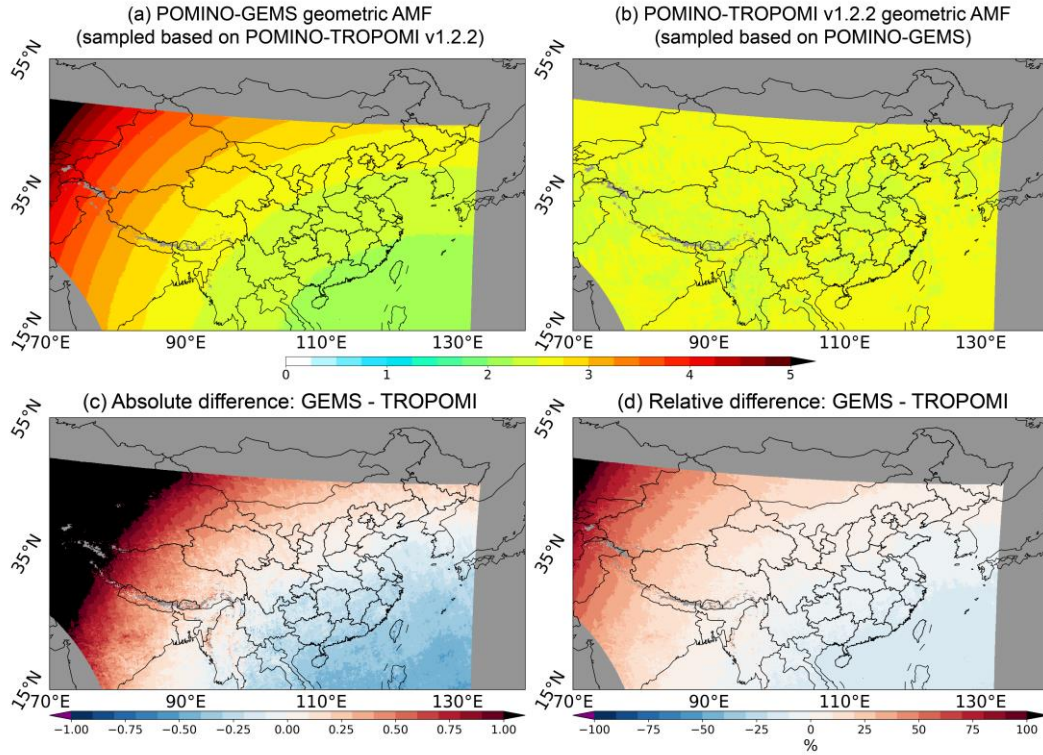 (a) POMINO-GEMS geometric AMF
(sampled based on POMINO-TROPOMI v1.2.2)
(b) POMINO-TROPOMI v1.2.2 geometric AMF
(sampled based on POMINO-GEMS)
55°N
35°N
15°N
70°E 90°E 110°E 130°E
55°N
35°N
15°N
70°E 90°E 110°E 130°E
0 1 2 3 4 5
(c) Absolute difference: GEMS - TROPOMI
(d) Relative difference: GEMS - TROPOMI
55°N
35°N
15°N
70°E 90°E 110°E 130°E
55°N
35°N
15°N
70°E 90°E 110°E 130°E
−1.00 −0.75 −0.50 −0.25 0.00 0.25 0.50 0.75 1.00
−100 −75 −50 −25 0 25 50 75 100
%